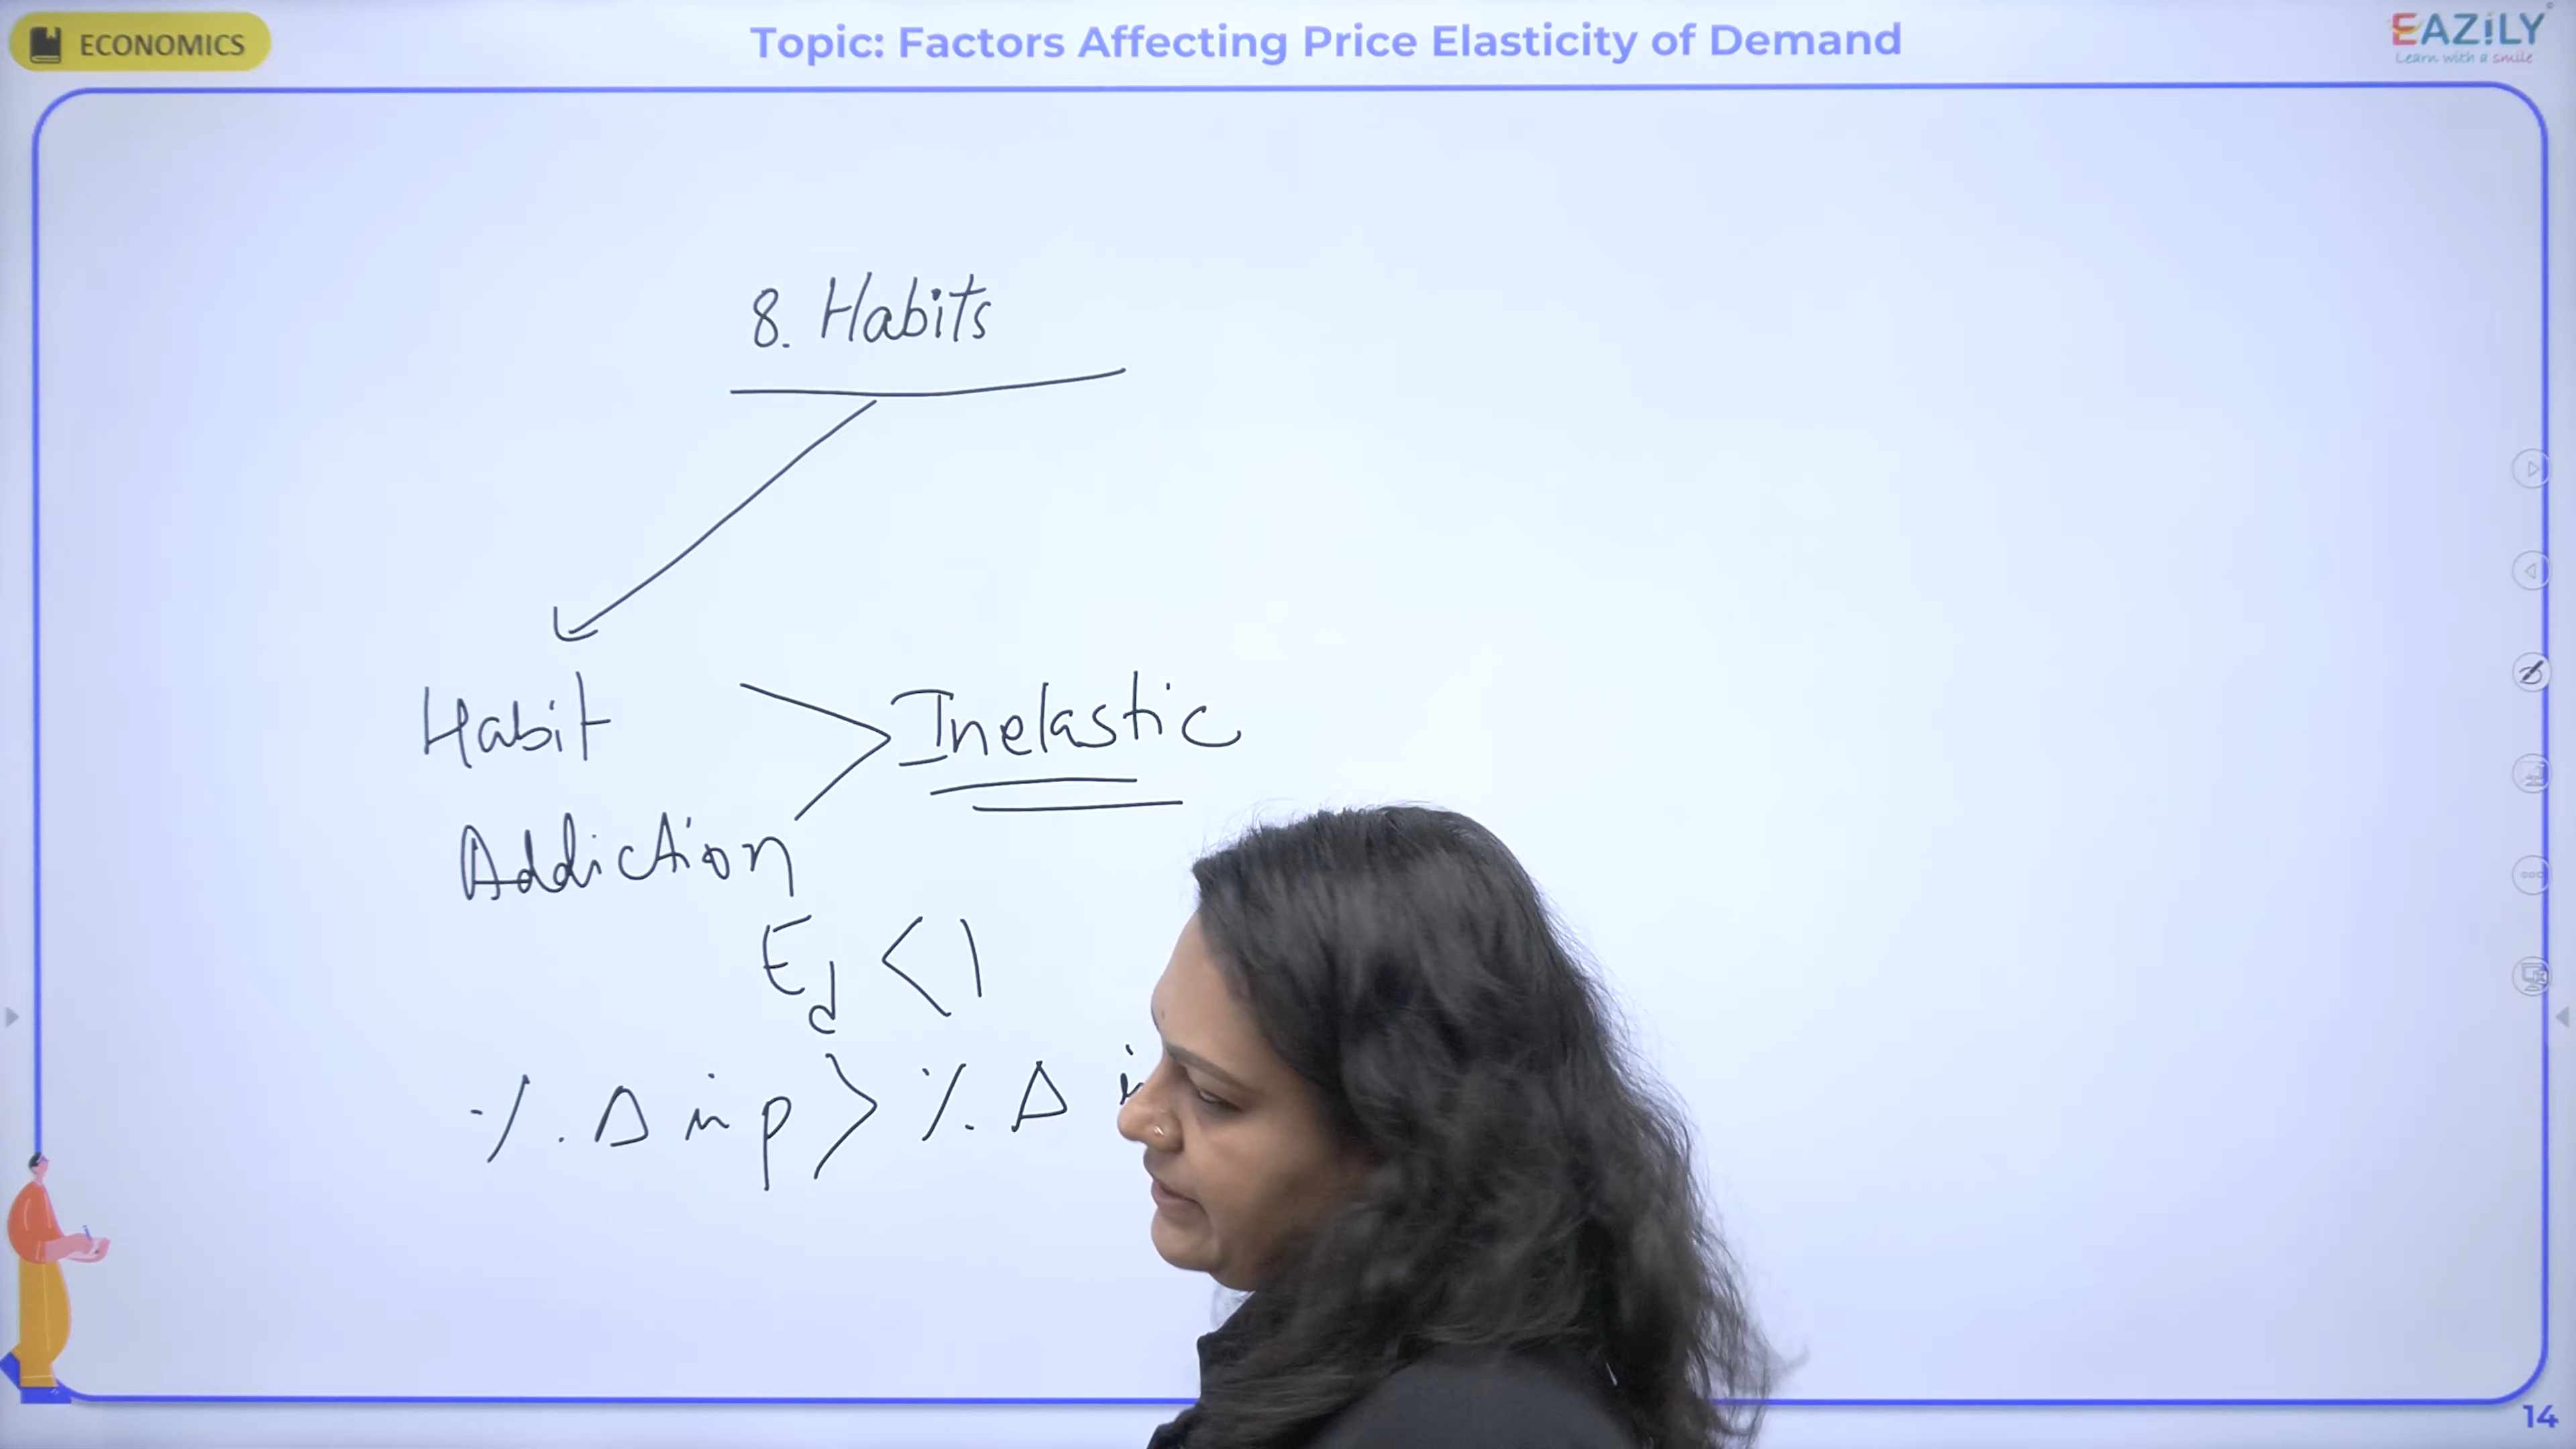 ECONOMICS
Topic: Factors Affecting Price Elasticity of Demand
EAZiLY
Learn with a smile
8. Habits
Habit
Inelastic
Addiction
Ed < 1
% Δ in p > % Δ i
14